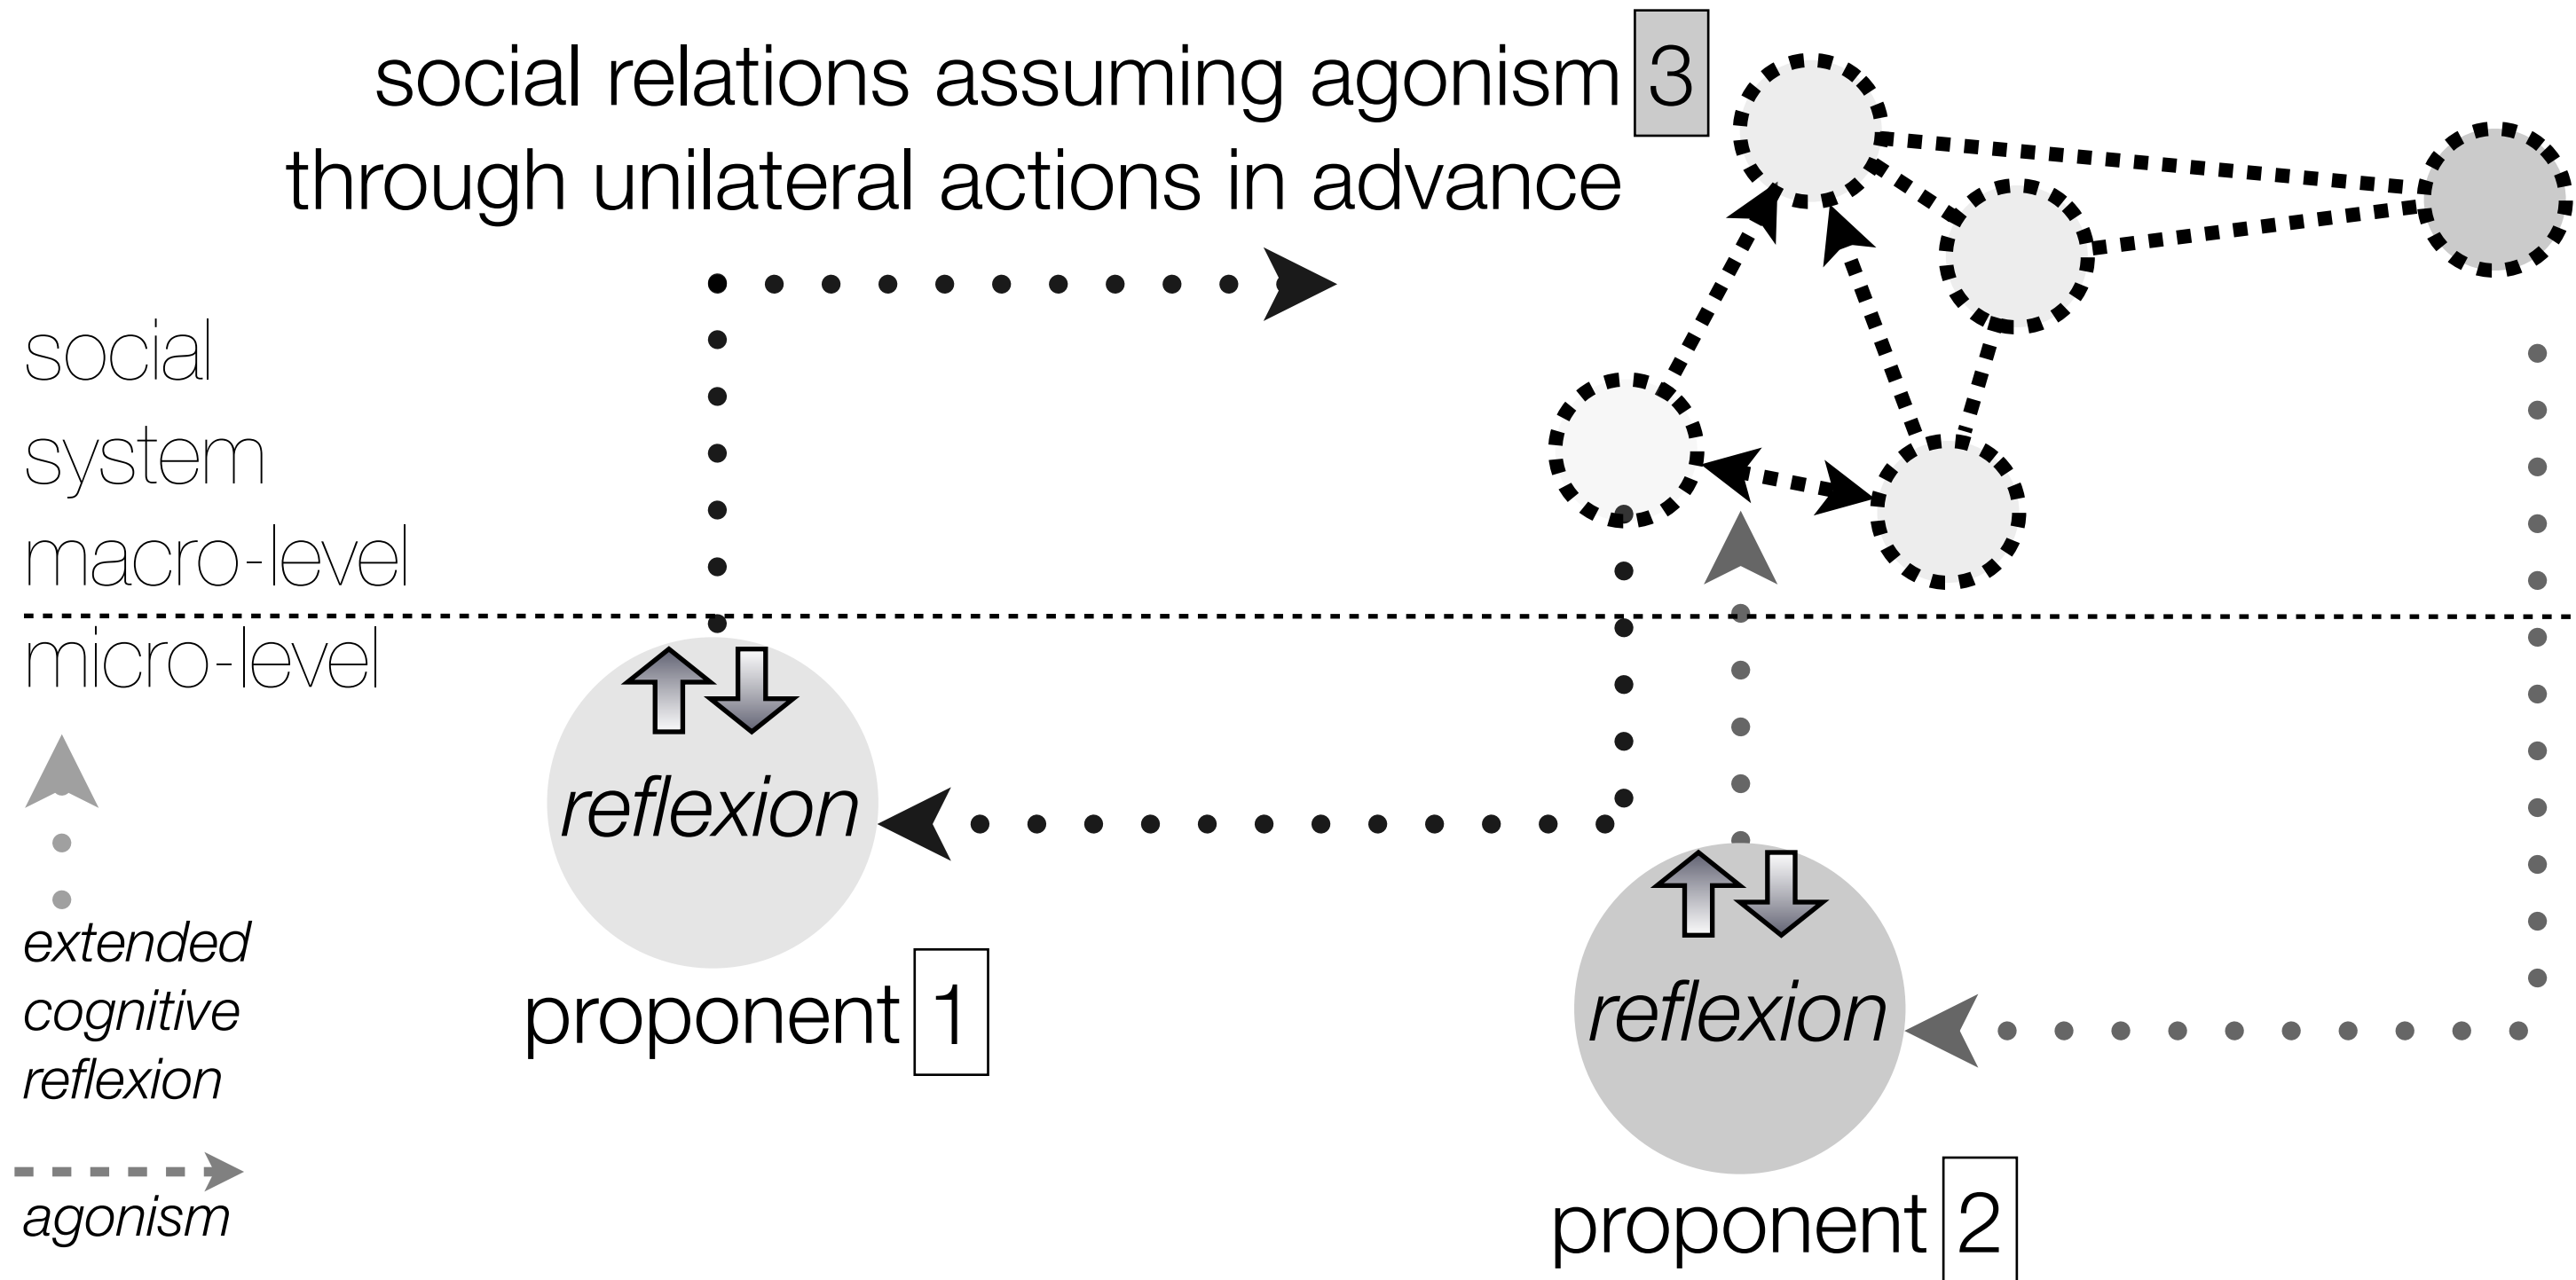 social relations assuming agonism 3
through unilateral actions in advance
social
system
macro-level
micro-level
reflexion
proponent 1
reflexion
proponent 2
extended
cognitive
reflexion
agonism